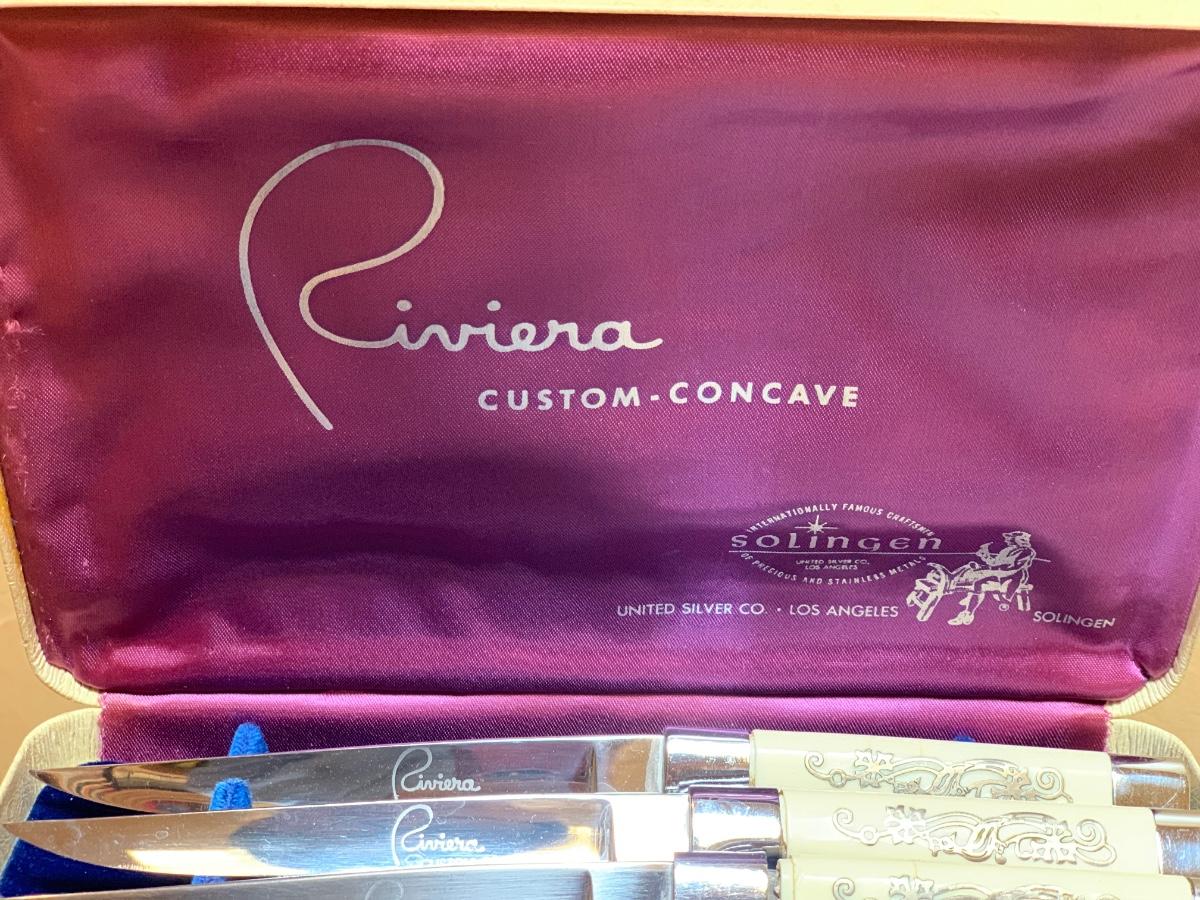 Riviera
CUSTOM-CONCAVE
INTERNATIONALLY FAMOUS CRAFTSMEN
SOLINGEN
UNITED SILVER CO.
LOS ANGELES
OF PRECIOUS AND STAINLESS METALS
UNITED SILVER CO. · LOS ANGELES
SOLINGEN
Riviera
Riviera